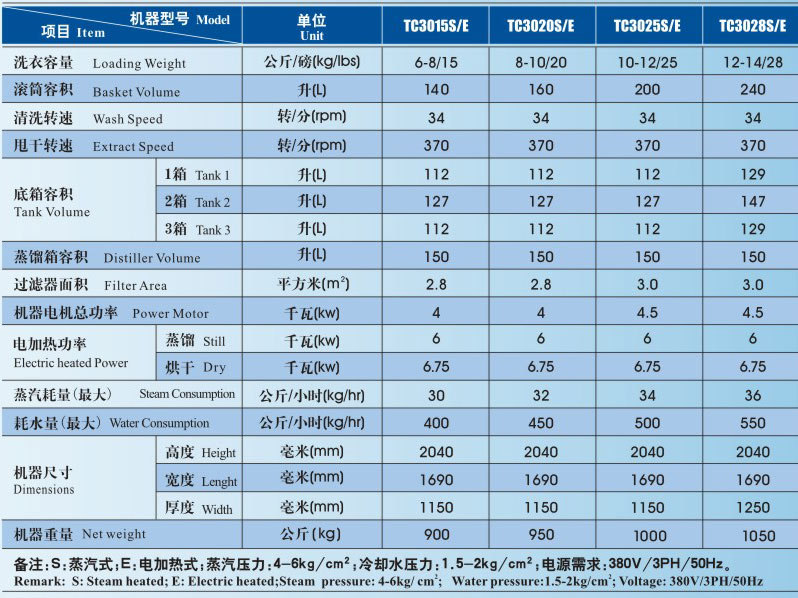 机器型号 Model 单位 TC3015S/E TC3020S/E TC3025S/E TC3028S/E
项目 Item Unit
洗衣容量 Loading Weight 公斤/磅(kg/lbs) 6-8/15 8-10/20 10-12/25 12-14/28
滚筒容积 Basket Volume 升(L) 140 160 200 240
清洗转速 Wash Speed 转/分(rpm) 34 34 34 34
甩干转速 Extract Speed 转/分(rpm) 370 370 370 370
底箱容积 Tank Volume 1箱 Tank 1 升(L) 112 112 112 129
2箱 Tank 2 升(L) 127 127 127 147
3箱 Tank 3 升(L) 112 112 112 129
蒸馏箱容积 Distiller Volume 升(L) 150 150 150 150
过滤器面积 Filter Area 平方米(m²) 2.8 2.8 3.0 3.0
机器电机总功率 Power Motor 千瓦(kw) 4 4 4.5 4.5
电加热功率 Electric heated Power 蒸馏 Still 千瓦(kw) 6 6 6 6
烘干 Dry 千瓦(kw) 6.75 6.75 6.75 6.75
蒸汽耗量(最大) Steam Consumption 公斤/小时(kg/hr) 30 32 34 36
耗水量(最大) Water Consumption 公斤/小时(kg/hr) 400 450 500 550
机器尺寸 Dimensions 高度 Height 毫米(mm) 2040 2040 2040 2040
宽度 Lenght 毫米(mm) 1690 1690 1690 1690
厚度 Width 毫米(mm) 1150 1150 1150 1250
机器重量 Net weight 公斤(kg) 900 950 1000 1050
备注:S:蒸汽式;E:电加热式;蒸汽压力:4-6kg/cm²;冷却水压力:1.5-2kg/cm²;电源需求:380V/3PH/50Hz。
Remark: S: Steam heated; E: Electric heated;Steam pressure: 4-6kg/ cm²; Water pressure:1.5-2kg/cm²; Voltage: 380V/3PH/50Hz